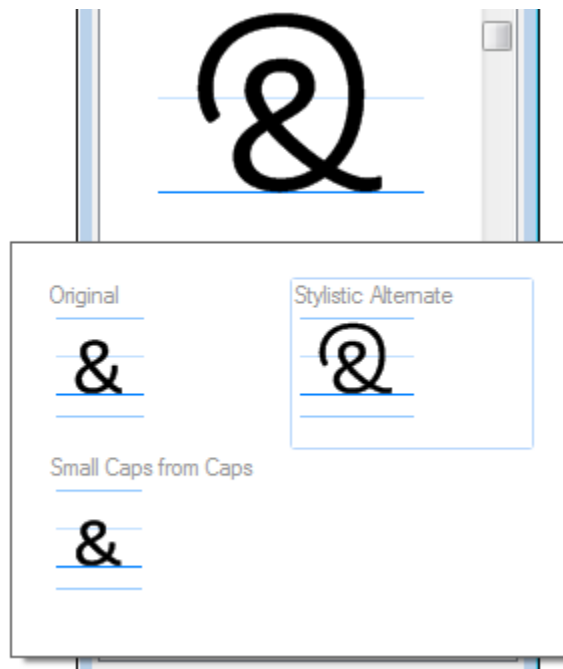 &
Original
Stylistic Alternate
& &
Small Caps from Caps
&